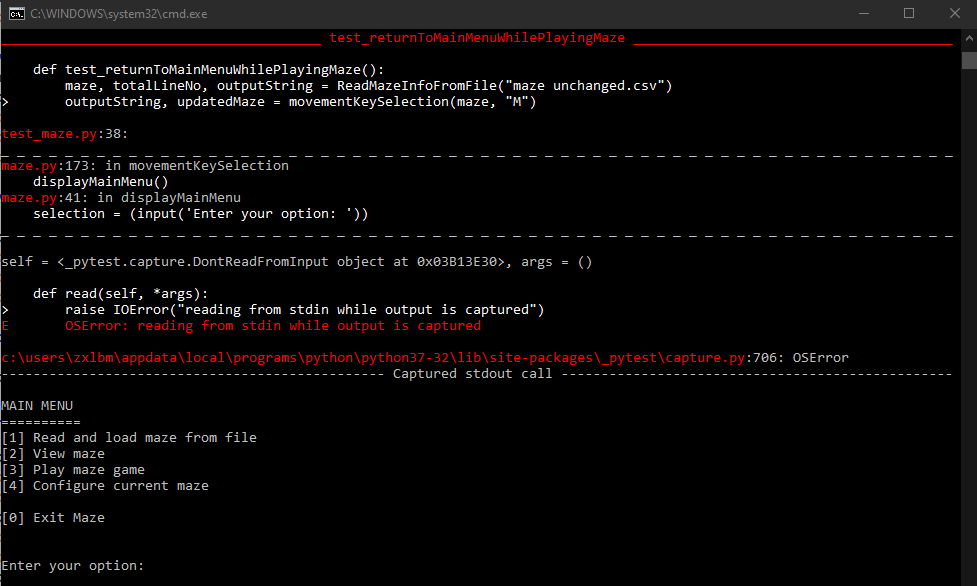 C:\WINDOWS\system32\cmd.exe
________________________________________ test_returnToMainMenuWhilePlayingMaze ________________________________________
    def test_returnToMainMenuWhilePlayingMaze():
        maze, totalLineNo, outputString = ReadMazeInfoFromFile("maze unchanged.csv")
>       outputString, updatedMaze = movementKeySelection(maze, "M")
test_maze.py:38:
_ _ _ _ _ _ _ _ _ _ _ _ _ _ _ _ _ _ _ _ _ _ _ _ _ _ _ _ _ _ _ _ _ _ _ _ _ _ _ _ _ _ _ _ _ _ _ _ _ _ _ _ _ _ _ _ _ _ _ _
maze.py:173: in movementKeySelection
    displayMainMenu()
maze.py:41: in displayMainMenu
    selection = (input('Enter your option: '))
_ _ _ _ _ _ _ _ _ _ _ _ _ _ _ _ _ _ _ _ _ _ _ _ _ _ _ _ _ _ _ _ _ _ _ _ _ _ _ _ _ _ _ _ _ _ _ _ _ _ _ _ _ _ _ _ _ _ _ _
self = <_pytest.capture.DontReadFromInput object at 0x03B13E30>, args = ()
    def read(self, *args):
>       raise IOError("reading from stdin while output is captured")
E       OSError: reading from stdin while output is captured
c:\users\zxlbm\appdata\local\programs\python\python37-32\lib\site-packages\_pytest\capture.py:706: OSError
------------------------------------------------ Captured stdout call -------------------------------------------------
MAIN MENU
==========
[1] Read and load maze from file
[2] View maze
[3] Play maze game
[4] Configure current maze
[0] Exit Maze
Enter your option: